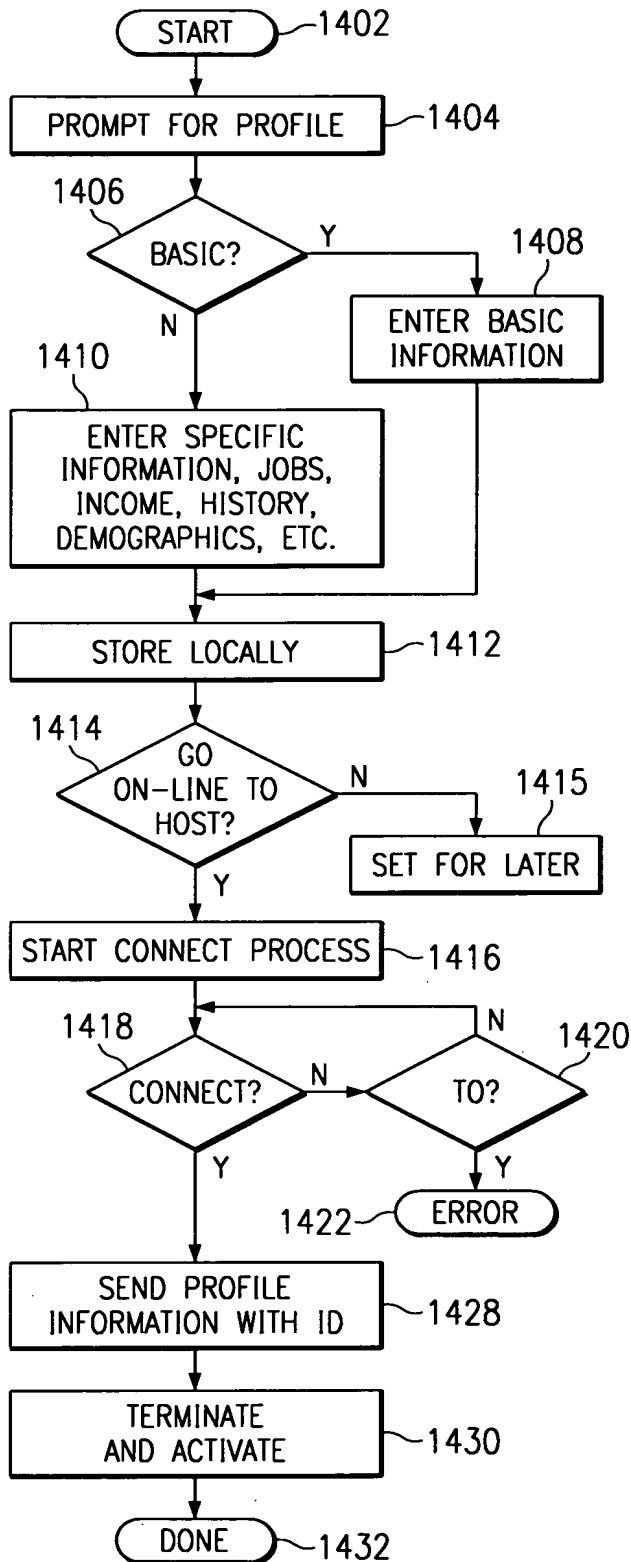 START
1402
PROMPT FOR PROFILE
1404
1406
BASIC?
Y
N
1408
ENTER BASIC
INFORMATION
1410
ENTER SPECIFIC
INFORMATION, JOBS,
INCOME, HISTORY,
DEMOGRAPHICS, ETC.
STORE LOCALLY
1412
1414
GO
ON-LINE TO
HOST?
N
Y
1415
SET FOR LATER
START CONNECT PROCESS
1416
1418
CONNECT?
N
Y
N
1420
TO?
Y
1422
ERROR
SEND PROFILE
INFORMATION WITH ID
1428
TERMINATE
AND ACTIVATE
1430
DONE
1432